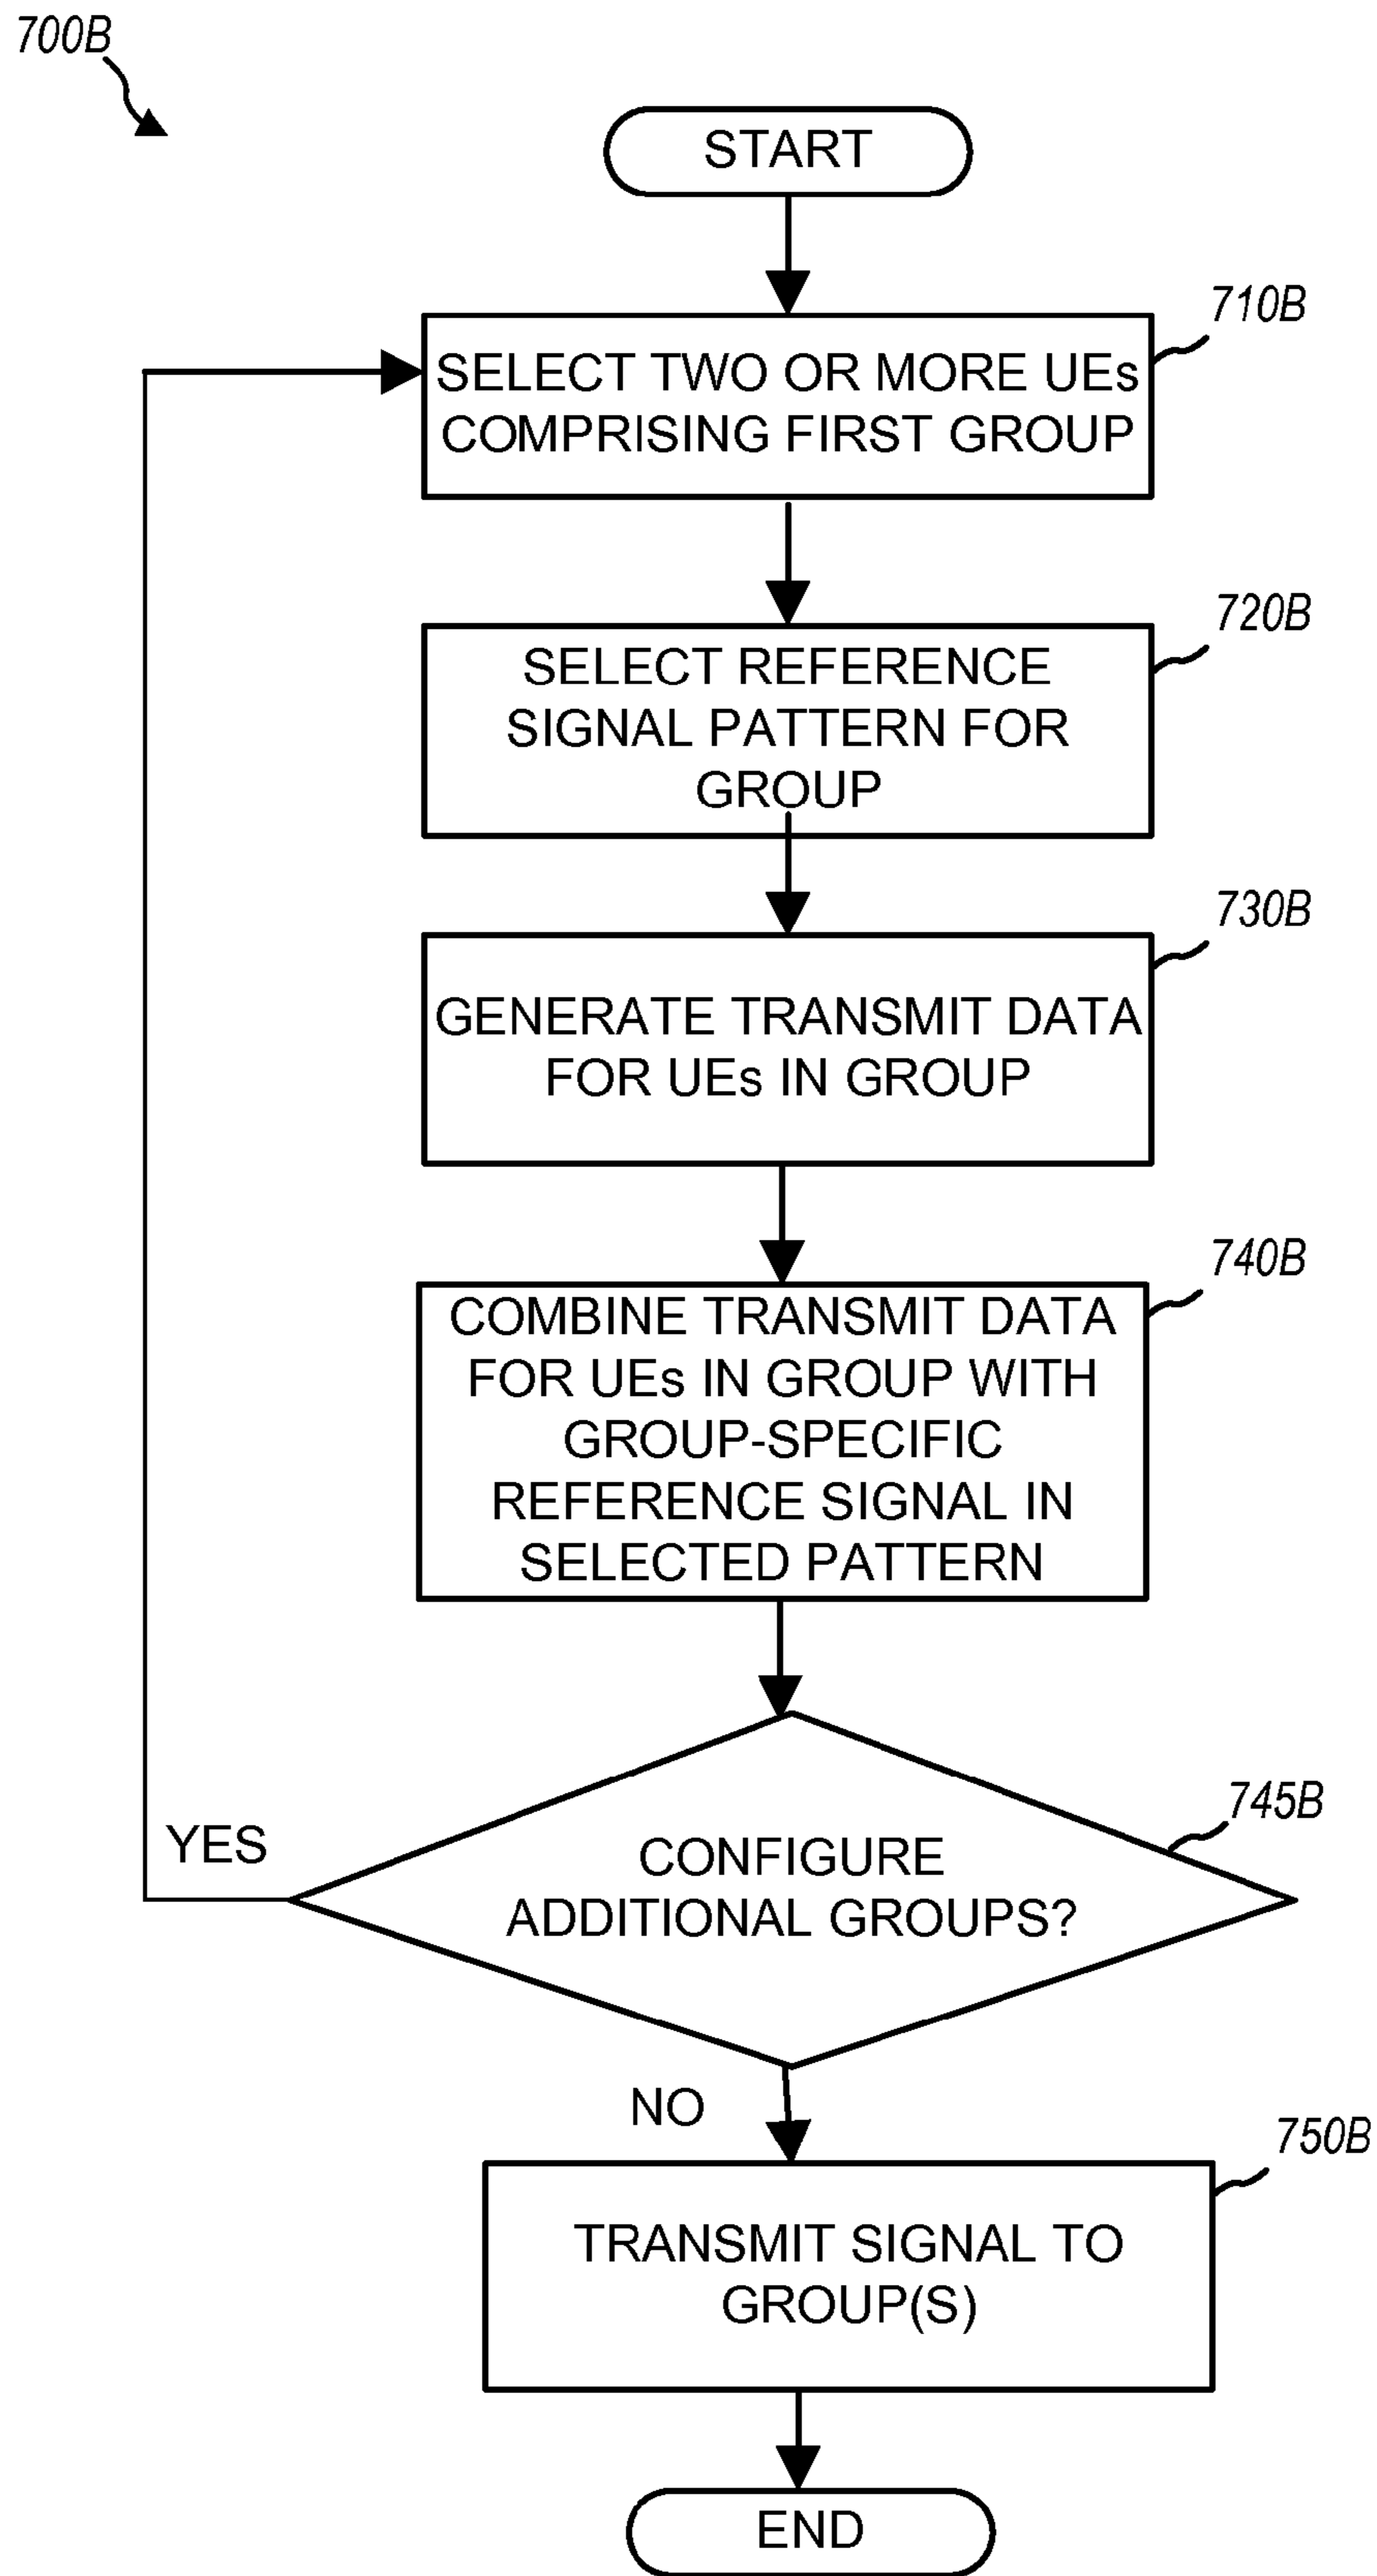 700B
START
710B
SELECT TWO OR MORE UEs
COMPRISING FIRST GROUP
720B
SELECT REFERENCE
SIGNAL PATTERN FOR
GROUP
730B
GENERATE TRANSMIT DATA
FOR UEs IN GROUP
740B
COMBINE TRANSMIT DATA
FOR UEs IN GROUP WITH
GROUP-SPECIFIC
REFERENCE SIGNAL IN
SELECTED PATTERN
745B
YES
CONFIGURE
ADDITIONAL GROUPS?
NO
750B
TRANSMIT SIGNAL TO
GROUP(S)
END